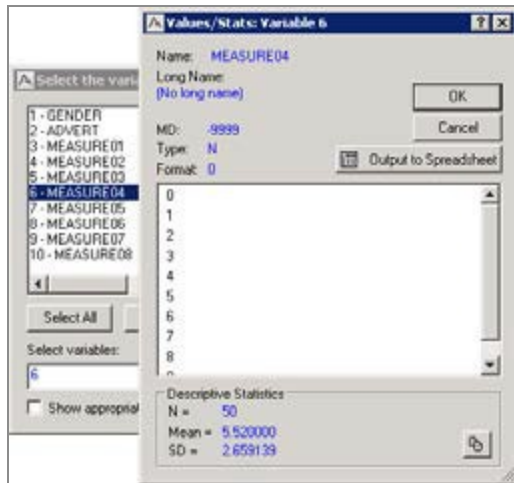 Select the vari
1 - GENDER
2 - ADVERT
3 - MEASURE01
4 - MEASURE02
5 - MEASURE03
6 - MEASURE04
7 - MEASURE05
8 - MEASURE06
9 - MEASURE07
10 - MEASURE08
Select All
Select variables:
6
Show appropriat
Values/Stats: Variable 6
Name: MEASURE04
Long Name:
(No long name)
OK
Cancel
MD: -9999
Type: N
Output to Spreadsheet
Format: 0
0
1
2
3
4
5
6
7
8
Descriptive Statistics
N = 50
Mean = 5.520000
SD = 2.659139